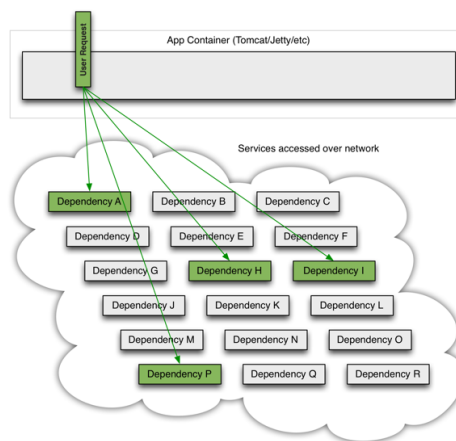 User Request
App Container (Tomcat/Jetty/etc)
Services accessed over network
Dependency A
Dependency B
Dependency C
Dependency D
Dependency E
Dependency F
Dependency G
Dependency H
Dependency I
Dependency J
Dependency K
Dependency L
Dependency M
Dependency N
Dependency O
Dependency P
Dependency Q
Dependency R